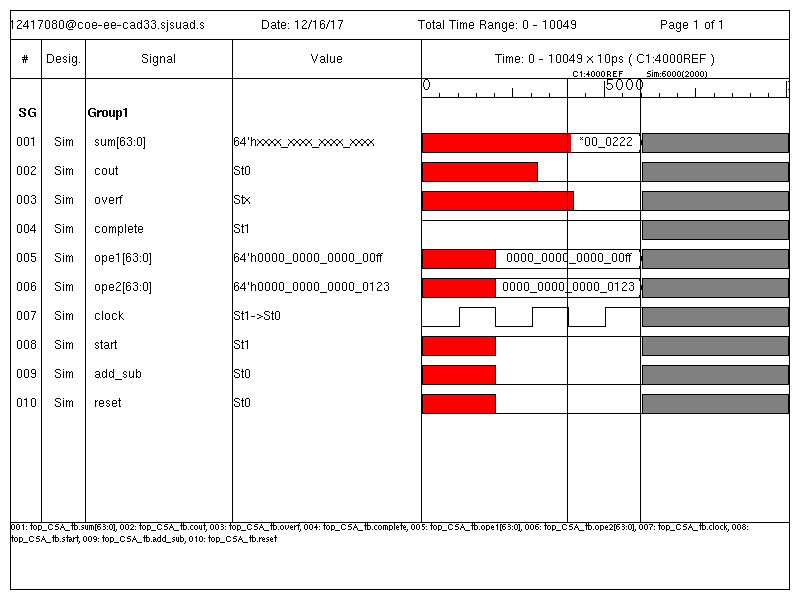 12417080@coe-ee-cad33.sjsuad.s Date: 12/16/17 Total Time Range: 0 - 10049 Page 1 of 1
# Desig. Signal Value Time: 0 - 10049 x 10ps ( C1:4000REF )
C1:4000REF Sim:6000(2000)
0 5000
SG Group1
001 Sim sum[63:0] 64'hxxxx_xxxx_xxxx_xxxx *00_0222
002 Sim cout St0
003 Sim overf Stx
004 Sim complete St1
005 Sim ope1[63:0] 64'h0000_0000_0000_00ff 0000_0000_0000_00ff
006 Sim ope2[63:0] 64'h0000_0000_0000_0123 0000_0000_0000_0123
007 Sim clock St1->St0
008 Sim start St1
009 Sim add_sub St0
010 Sim reset St0
001: top_CSA_tb.sum[63:0], 002: top_CSA_tb.cout, 003: top_CSA_tb.overf, 004: top_CSA_tb.complete, 005: top_CSA_tb.ope1[63:0], 006: top_CSA_tb.ope2[63:0], 007: top_CSA_tb.clock, 008:
top_CSA_tb.start, 009: top_CSA_tb.add_sub, 010: top_CSA_tb.reset